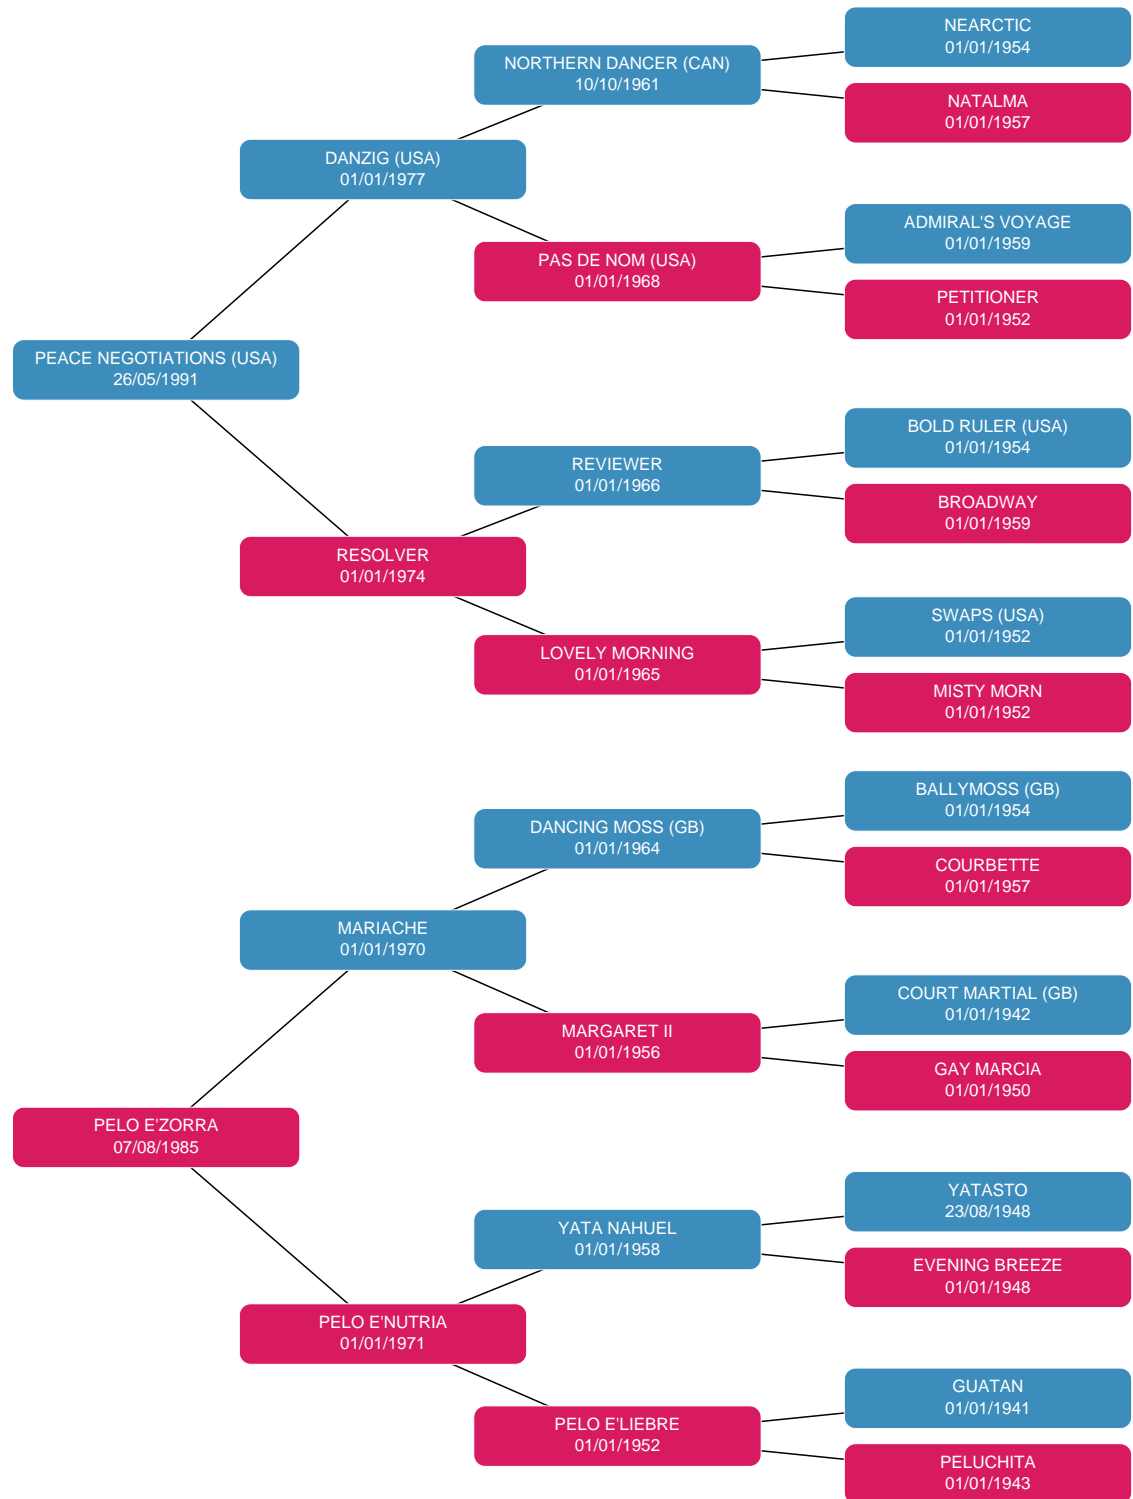 NEARCTIC
01/01/1954
NORTHERN DANCER (CAN)
10/10/1961
NATALMA
01/01/1957
DANZIG (USA)
01/01/1977
ADMIRAL'S VOYAGE
01/01/1959
PAS DE NOM (USA)
01/01/1968
PETITIONER
01/01/1952
PEACE NEGOTIATIONS (USA)
26/05/1991
BOLD RULER (USA)
01/01/1954
REVIEWER
01/01/1966
BROADWAY
01/01/1959
RESOLVER
01/01/1974
SWAPS (USA)
01/01/1952
LOVELY MORNING
01/01/1965
MISTY MORN
01/01/1952
BALLYMOSS (GB)
01/01/1954
DANCING MOSS (GB)
01/01/1964
COURBETTE
01/01/1957
MARIACHE
01/01/1970
COURT MARTIAL (GB)
01/01/1942
MARGARET II
01/01/1956
GAY MARCIA
01/01/1950
PELO E'ZORRA
07/08/1985
YATASTO
23/08/1948
YATA NAHUEL
01/01/1958
EVENING BREEZE
01/01/1948
PELO E'NUTRIA
01/01/1971
GUATAN
01/01/1941
PELO E'LIEBRE
01/01/1952
PELUCHITA
01/01/1943